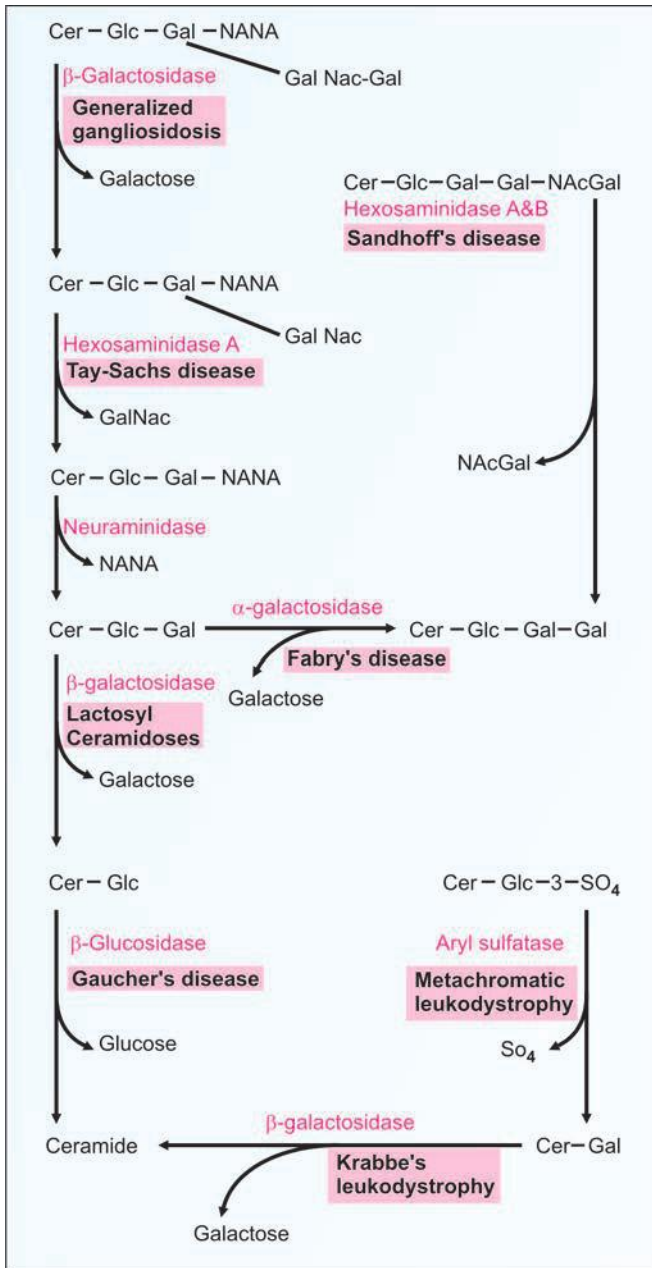 Cer – Glc – Gal – NANA
Gal Nac-Gal
β-Galactosidase
Generalized
gangliosidosis
Galactose
Cer – Glc – Gal – Gal – NAcGal
Hexosaminidase A&B
Sandhoff's disease
Cer – Glc – Gal – NANA
Gal Nac
Hexosaminidase A
Tay-Sachs disease
GalNac
NAcGal
Cer – Glc – Gal – NANA
Neuraminidase
NANA
α-galactosidase
Cer – Glc – Gal
Cer – Glc – Gal – Gal
Fabry's disease
Galactose
β-galactosidase
Lactosyl
Ceramidoses
Galactose
Cer – Glc
Cer – Glc – 3 – SO₄
β-Glucosidase
Gaucher's disease
Glucose
Aryl sulfatase
Metachromatic
leukodystrophy
So₄
β-galactosidase
Ceramide
Cer – Gal
Krabbe's
leukodystrophy
Galactose